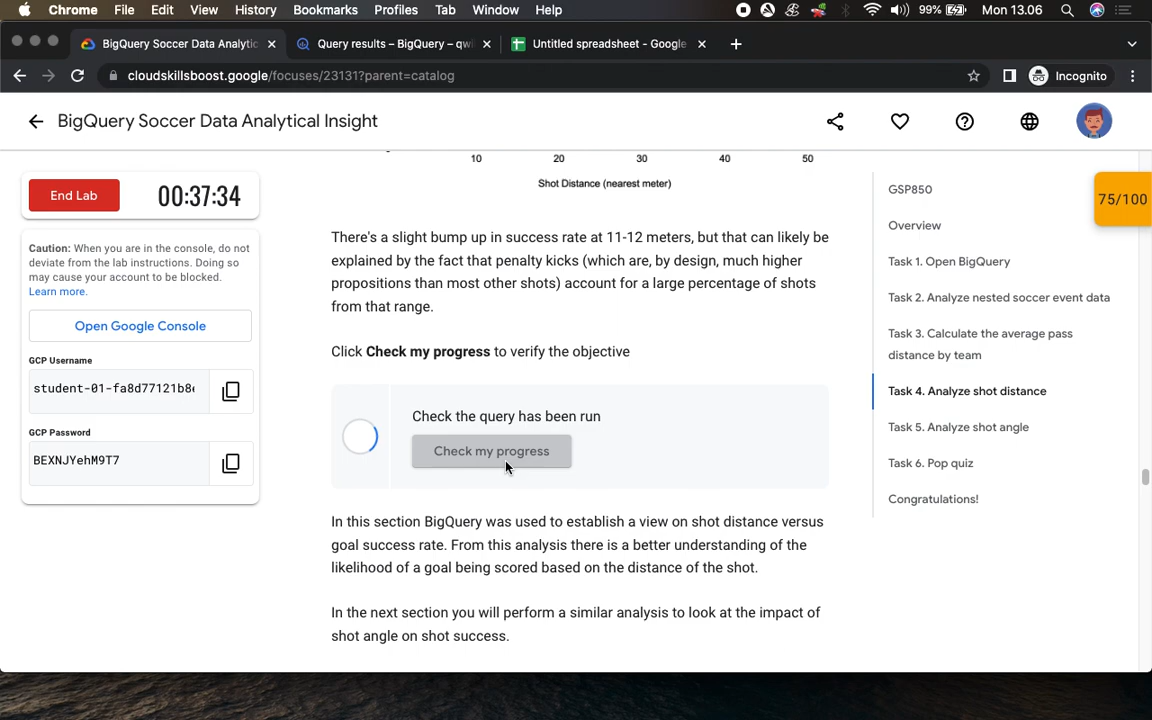 Chrome File Edit View History Bookmarks Profiles Tab Window Help 99% Mon 13.06
BigQuery Soccer Data Analytic Query results – BigQuery – qwi Untitled spreadsheet - Google
cloudskillsboost.google/focuses/23131?parent=catalog Incognito
BigQuery Soccer Data Analytical Insight
End Lab 00:37:34
Caution: When you are in the console, do not
deviate from the lab instructions. Doing so
may cause your account to be blocked.
Learn more.
Open Google Console
GCP Username
student-01-fa8d77121b8
GCP Password
BEXNJYehM9T7
10 20 30 40 50
Shot Distance (nearest meter)
There's a slight bump up in success rate at 11-12 meters, but that can likely be
explained by the fact that penalty kicks (which are, by design, much higher
propositions than most other shots) account for a large percentage of shots
from that range.
Click Check my progress to verify the objective
Check the query has been run
Check my progress
In this section BigQuery was used to establish a view on shot distance versus
goal success rate. From this analysis there is a better understanding of the
likelihood of a goal being scored based on the distance of the shot.
In the next section you will perform a similar analysis to look at the impact of
shot angle on shot success.
GSP850
Overview
Task 1. Open BigQuery
Task 2. Analyze nested soccer event data
Task 3. Calculate the average pass
distance by team
Task 4. Analyze shot distance
Task 5. Analyze shot angle
Task 6. Pop quiz
Congratulations!
75/100